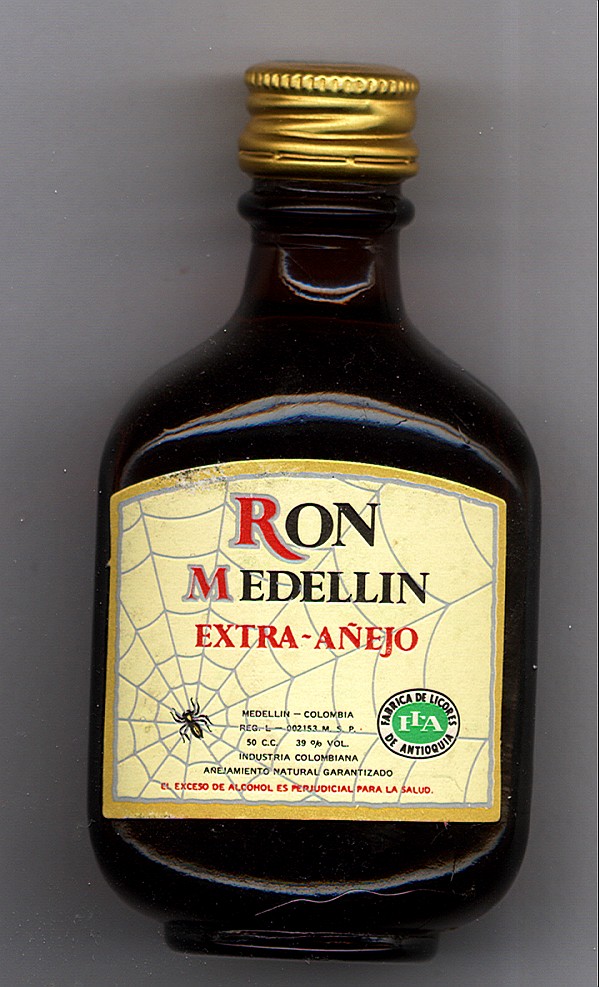 RON
MEDELLIN
EXTRA-AÑEJO
MEDELLIN — COLOMBIA
REG. L — 002153 M. S. P.
50 C.C. 39 % VOL.
INDUSTRIA COLOMBIANA
AÑEJAMIENTO NATURAL GARANTIZADO
EL EXCESO DE ALCOHOL ES PERJUDICIAL PARA LA SALUD.
FABRICA DE LICORES
FLA
DE ANTIOQUIA